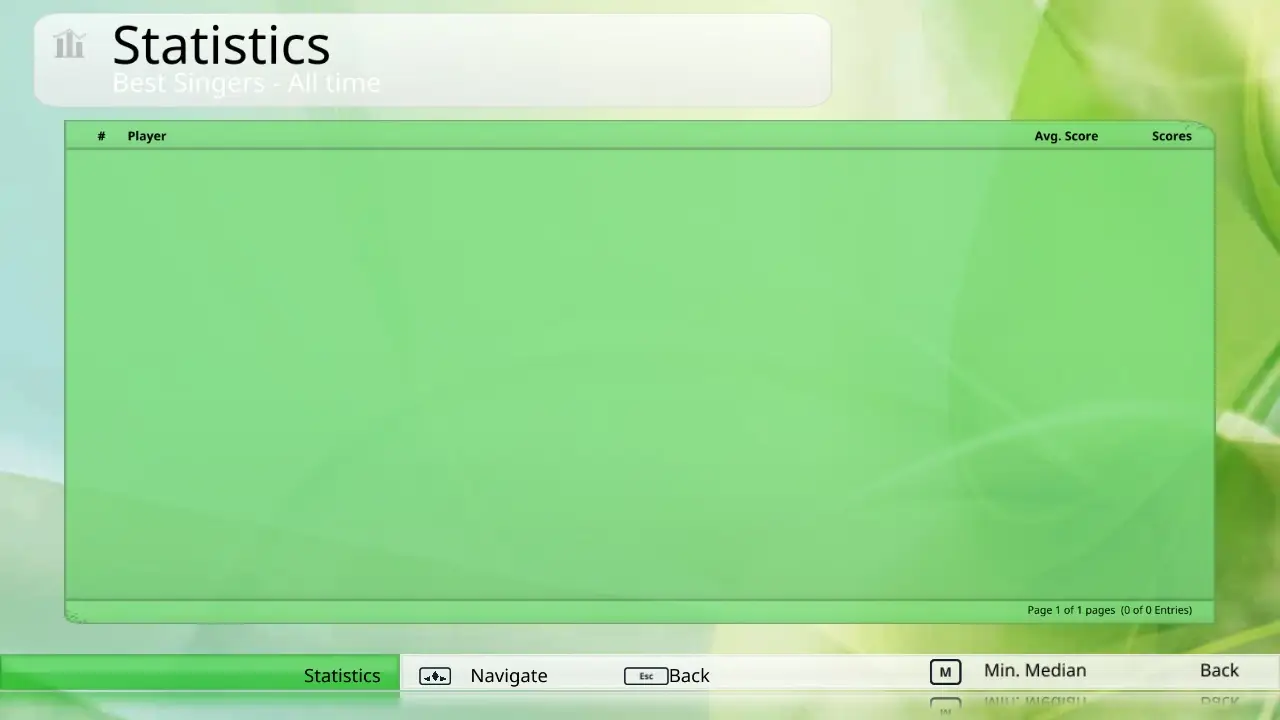 Statistics
Best Singers - All time
# Player Avg. Score Scores
Page 1 of 1 pages (0 of 0 Entries)
Statistics Navigate Esc Back M Min. Median Back